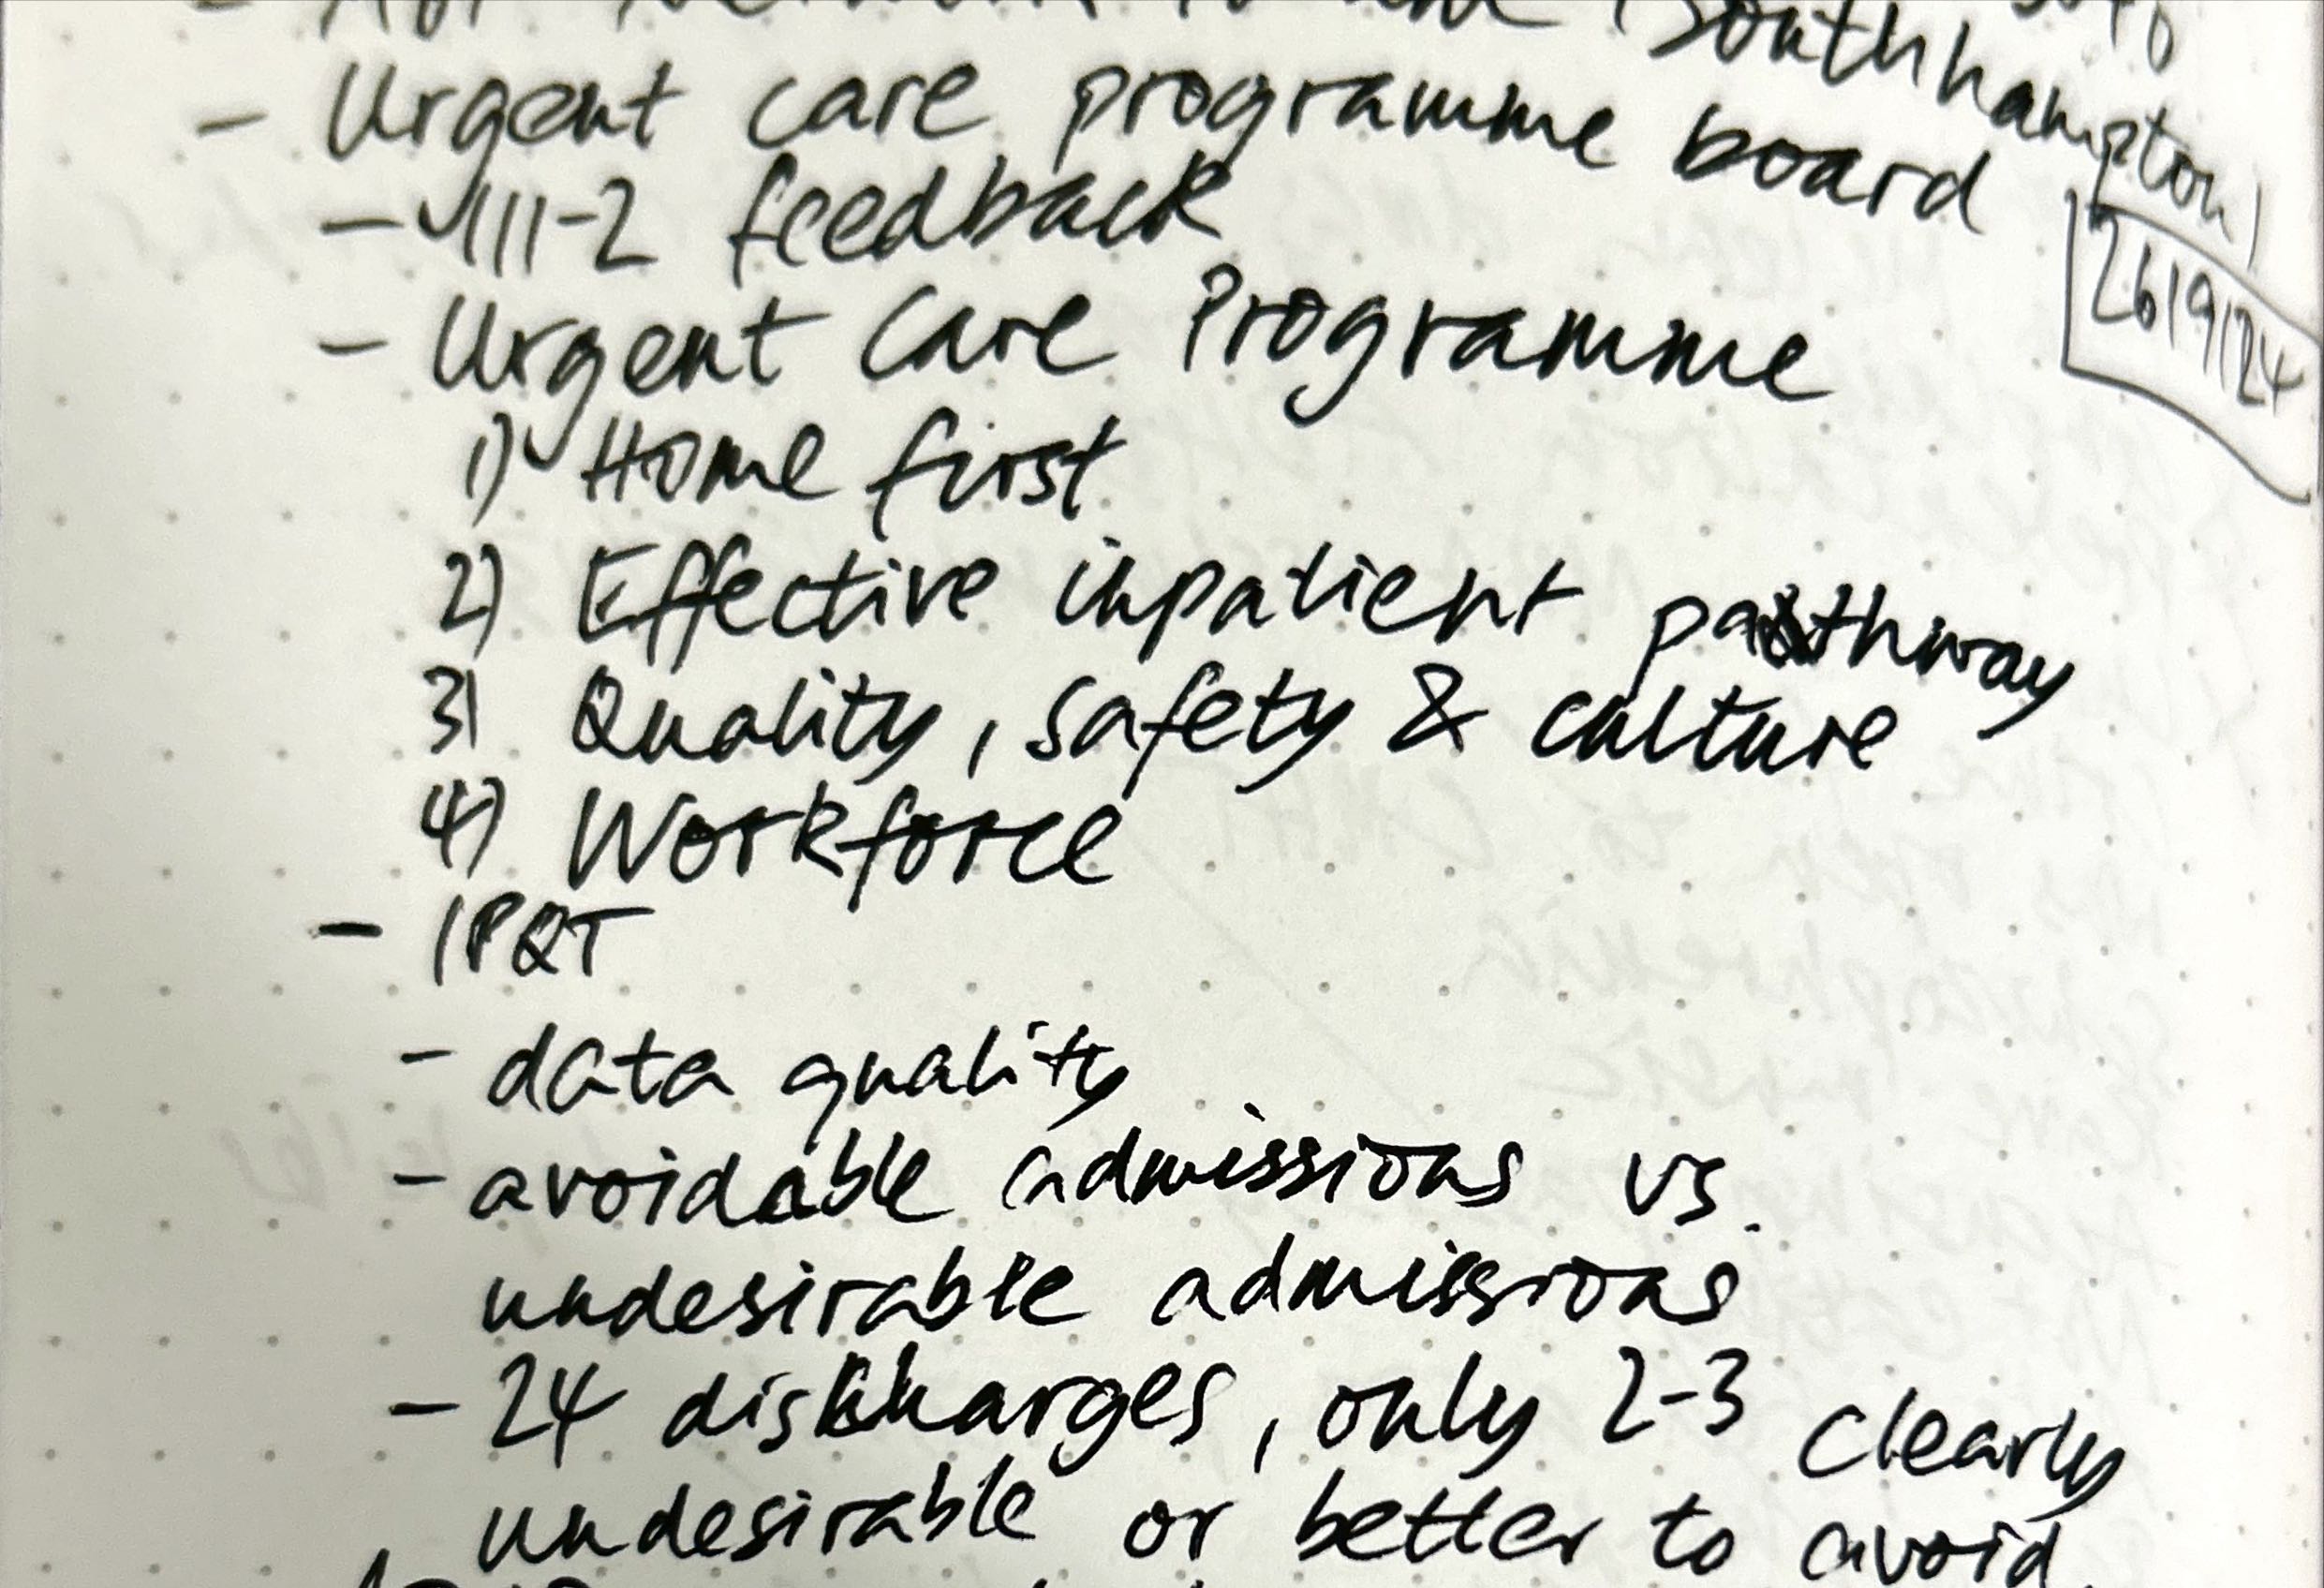 Southhampton)
- Urgent care programme board
26/9/24
- ✓111-2 feedback
- Urgent Care Programme
1)✓ Home first
2) Effective inpatient pathway
3) Quality, safety & culture
4) Workforce
- IPQT
- data quality
- avoidable admissions vs.
undesirable admissions
- 24 discharges, only 2-3 clearly
undesirable or better to avoid.